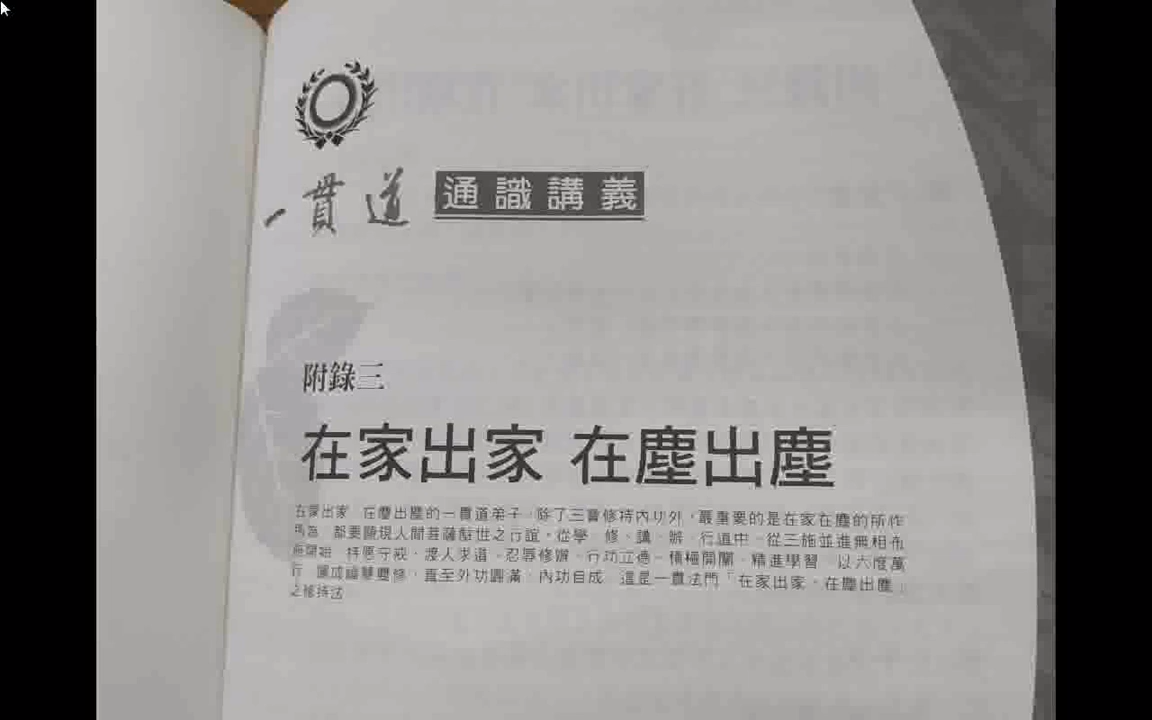 一貫道 通識講義
附錄三
在家出家 在塵出塵
在家出家、在塵出塵的一貫道弟子,除了三寶修持內功外,最重要的是在家在塵的所作
所為,都要體現人間菩薩獻世之行誼,從學、修、講、辦、行道中,從三施並進無相布
施開始,持愿守戒,渡人求道,忍辱修辦,行功立德,積極開闡,精進學習,以六度萬
行,圓成福慧雙修,直至外功圓滿,內功自成,這是一貫法門「在家出家,在塵出塵」
之修持法